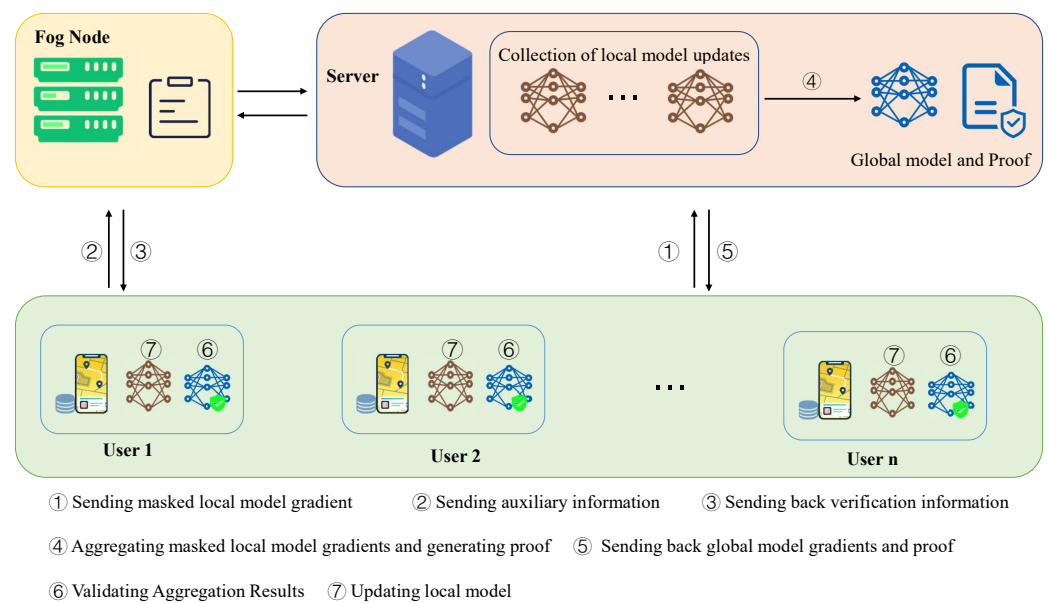 Fog Node
Server
Collection of local model updates
④
Global model and Proof
②
③
①
⑤
⑦
⑥
⑦
⑥
⑦
⑥
User 1
User 2
User n
① Sending masked local model gradient
② Sending auxiliary information
③ Sending back verification information
④ Aggregating masked local model gradients and generating proof
⑤ Sending back global model gradients and proof
⑥ Validating Aggregation Results
⑦ Updating local model